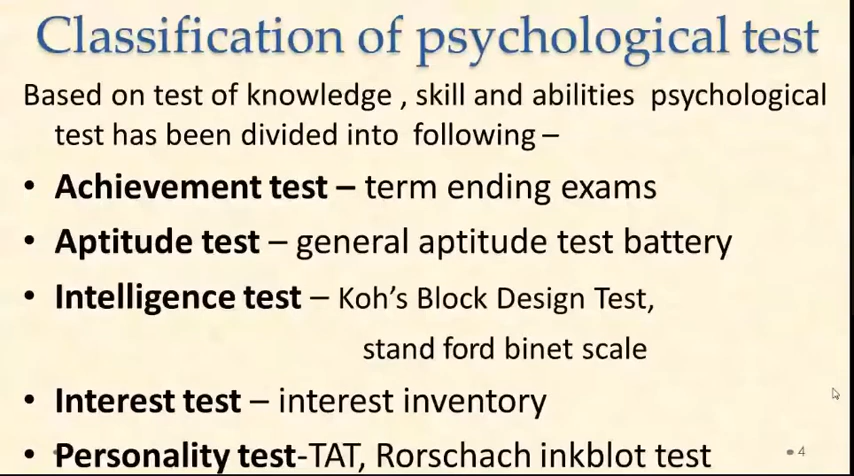 Classification of psychological test
Based on test of knowledge , skill and abilities psychological
test has been divided into following –
• Achievement test – term ending exams
• Aptitude test – general aptitude test battery
• Intelligence test – Koh's Block Design Test,
stand ford binet scale
• Interest test – interest inventory
• Personality test-TAT, Rorschach inkblot test
4